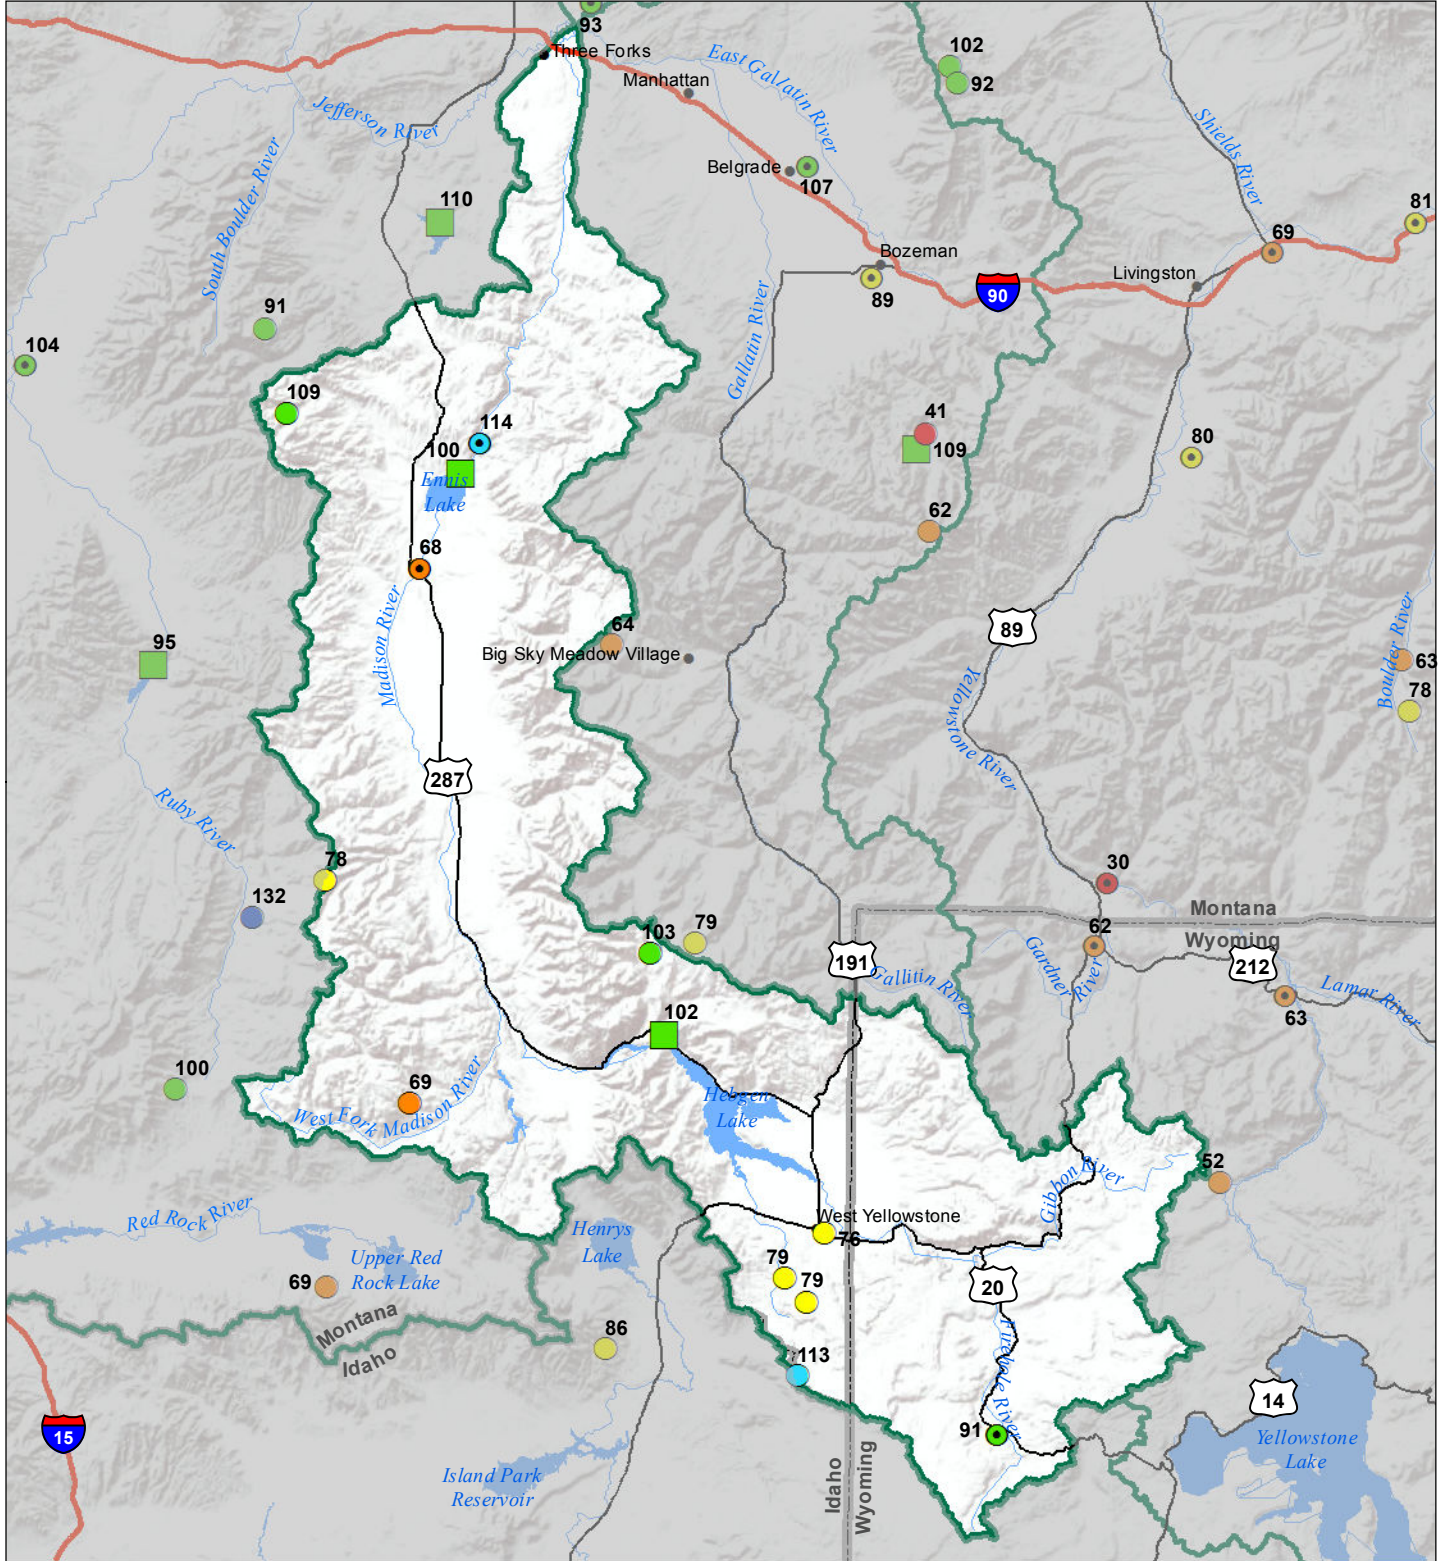 93
Three Forks
102
92
East Gallatin River
Manhattan
Jefferson River
Shields River
South Boulder River
Belgrade
107
110
81
69
Bozeman
Livingston
89
90
Gallatin River
91
104
109
114
41
100
109
80
Ennis
Lake
62
68
Madison River
89
64
Big Sky Meadow Village
95
Boulder River
63
78
Yellowstone River
287
Ruby River
78
30
132
Montana
Wyoming
103
79
62
191
Gallitin River
Gardner
River
212
Lamar River
63
102
100
69
Hebgen
Lake
West Fork Madison River
52
Gibbon River
Red Rock River
Henrys
Lake
West Yellowstone
76
Upper Red
Rock Lake
69
79
79
20
Montana
Idaho
86
Firehole River
113
14
15
91
Yellowstone
Lake
Island Park
Reservoir
Idaho
Wyoming